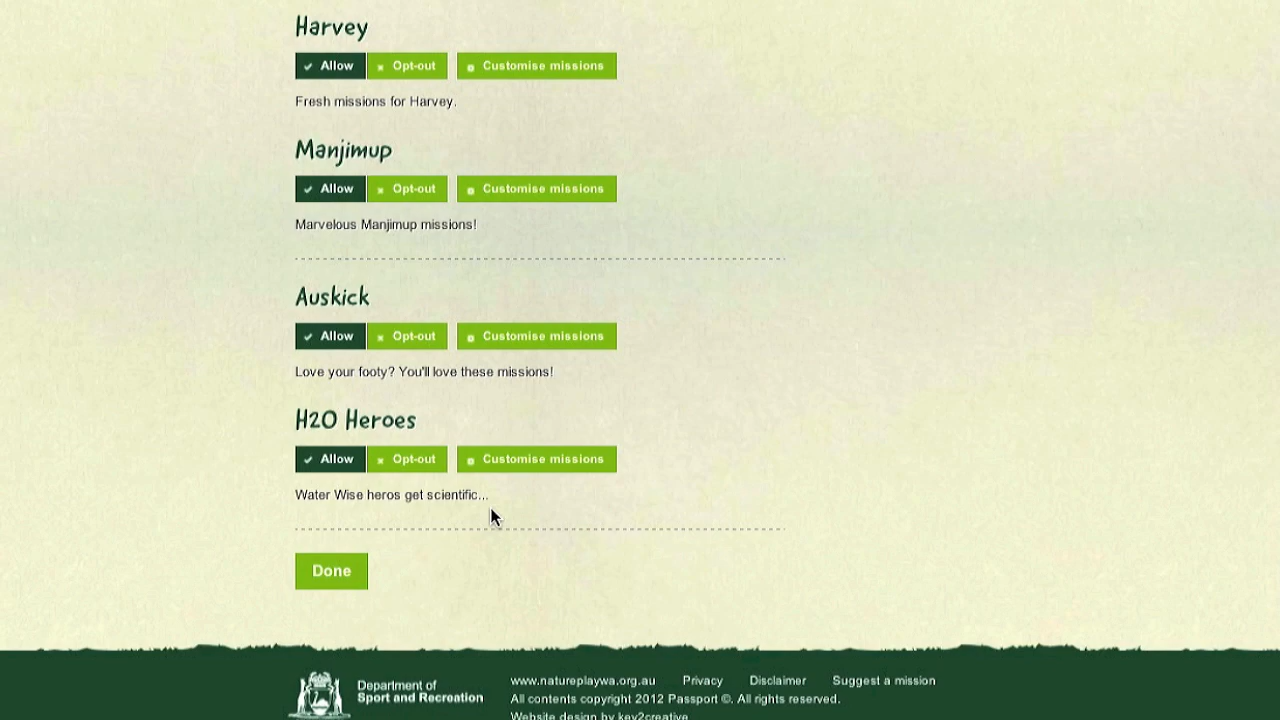 Harvey
Allow Opt-out Customise missions
Fresh missions for Harvey.
Manjimup
Allow Opt-out Customise missions
Marvelous Manjimup missions!
Auskick
Allow Opt-out Customise missions
Love your footy? You'll love these missions!
H2O Heroes
Allow Opt-out Customise missions
Water Wise heros get scientific...
Done
Department of
Sport and Recreation
www.natureplaywa.org.au Privacy Disclaimer Suggest a mission
All contents copyright 2012 Passport ©. All rights reserved.
Website design by key2creative